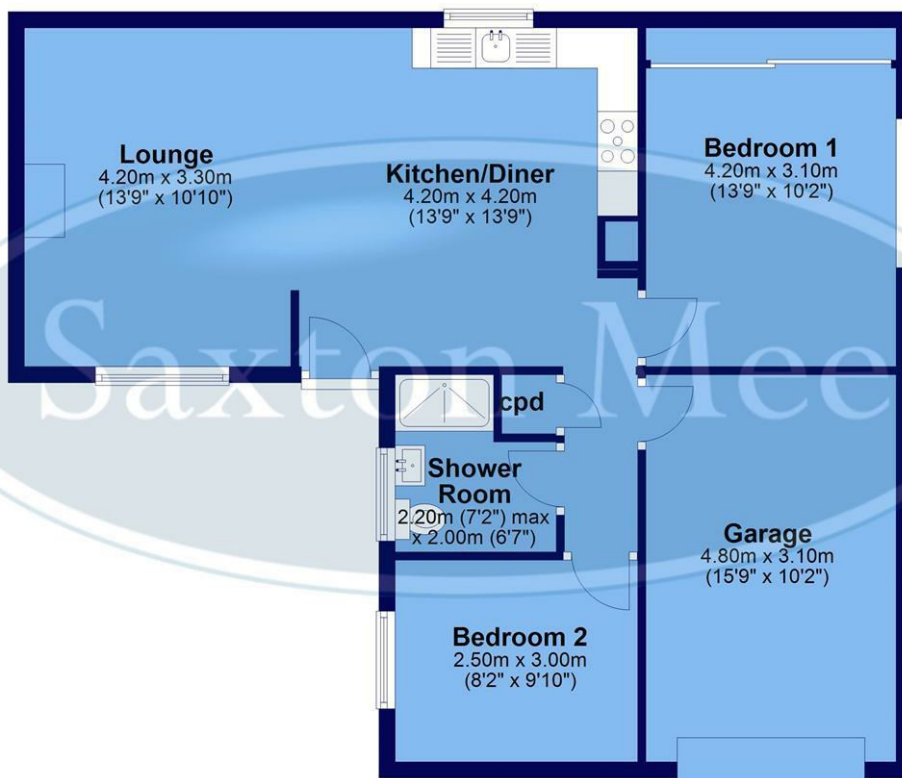 Lounge
4.20m x 3.30m
(13'9" x 10'10")
Kitchen/Diner
4.20m x 4.20m
(13'9" x 13'9")
Bedroom 1
4.20m x 3.10m
(13'9" x 10'2")
Saxton Mee
cpd
Shower
Room
2.20m (7'2") max
x 2.00m (6'7")
Garage
4.80m x 3.10m
(15'9" x 10'2")
Bedroom 2
2.50m x 3.00m
(8'2" x 9'10")